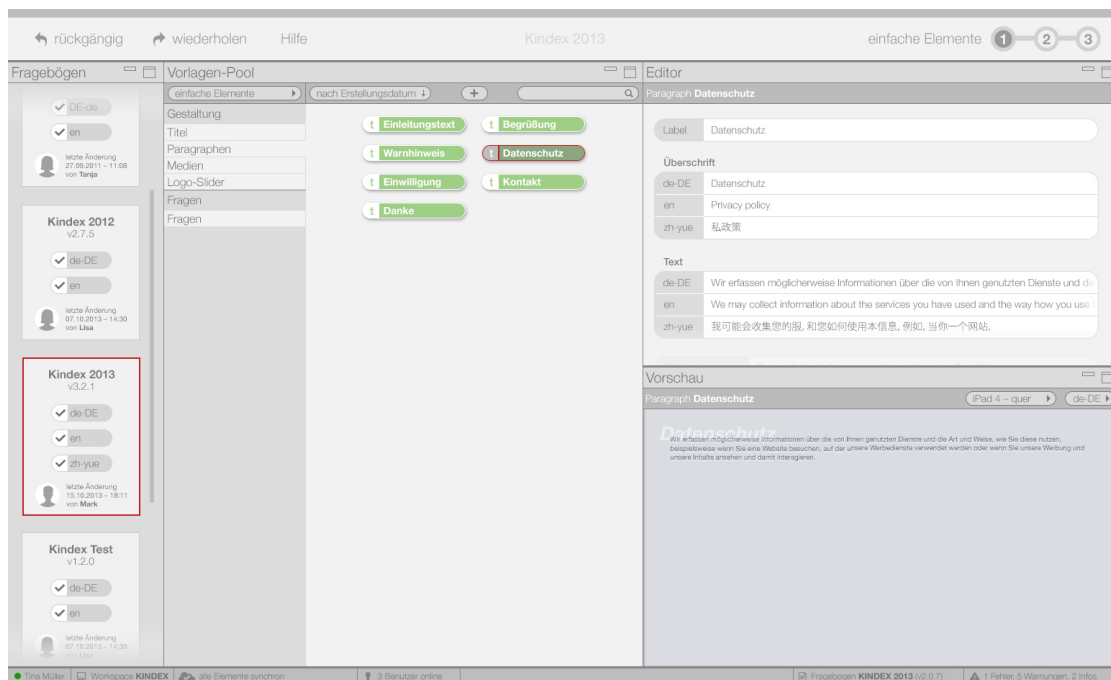 rückgängig
wiederholen
Hilfe
Kindex 2013
einfache Elemente
1
2
3
Fragebögen
DE-de
en
letzte Änderung
27.09.2011 – 11:08
von Tanja
Kindex 2012
v2.7.5
de-DE
en
letzte Änderung
07.10.2013 – 14:30
von Lisa
Kindex 2013
v3.2.1
de-DE
en
zh-yue
letzte Änderung
15.10.2013 – 18:11
von Mark
Kindex Test
v1.2.0
de-DE
en
letzte Änderung
07.10.2013 – 14:30
von Lisa
Vorlagen-Pool
einfache Elemente
nach Erstellungsdatum ↓
+
Gestaltung
Titel
Paragraphen
Medien
Logo-Slider
Fragen
Fragen
t Einleitungstext
t Begrüßung
t Warnhinweis
t Datenschutz
t Einwilligung
t Kontakt
t Danke
Editor
Paragraph Datenschutz
Label Datenschutz
Überschrift
de-DE Datenschutz
en Privacy policy
zh-yue 私政策
Text
de-DE Wir erfassen möglicherweise Informationen über die von Ihnen genutzten Dienste und die
en We may collect information about the services you have used and the way how you use
zh-yue 我可能会收集您的服, 和您如何使用本信息, 例如, 当你一个网站,
Vorschau
Paragraph Datenschutz
iPad 4 – quer
de-DE
Datenschutz
Wir erfassen möglicherweise Informationen über die von Ihnen genutzten Dienste und die Art und Weise, wie Sie diese nutzen,
beispielsweise wenn Sie eine Website besuchen, auf der unsere Werbedienste verwendet werden oder wenn Sie unsere Werbung und
unsere Inhalte ansehen und damit interagieren.
Tina Müller
Workspace KINDEX
alle Elemente synchron
3 Benutzer online
Fragebogen KINDEX 2013 (v2.0.7)
1 Fehler, 5 Warnungen, 2 Infos